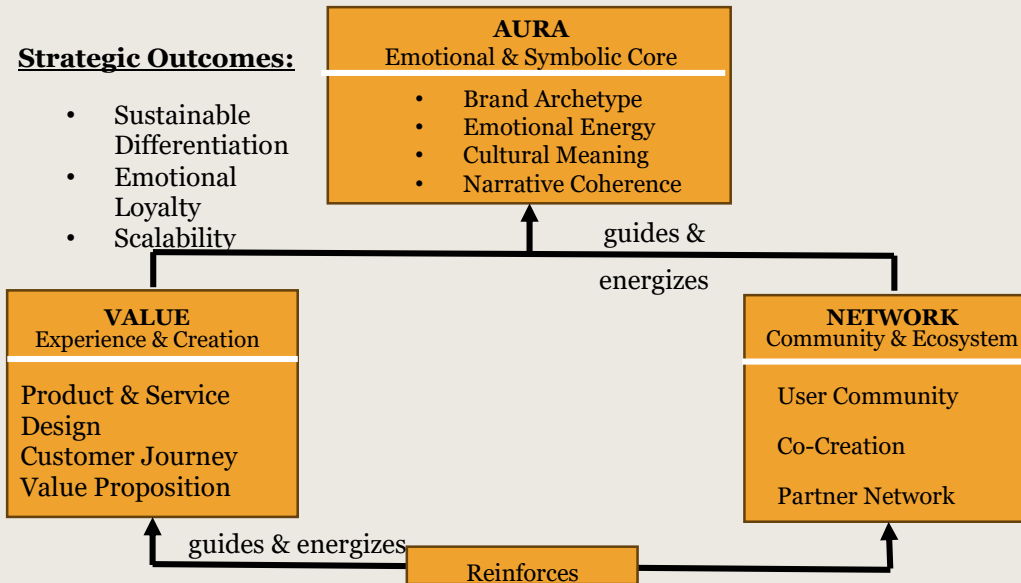 Strategic Outcomes:
• Sustainable
Differentiation
• Emotional
Loyalty
• Scalability
AURA
Emotional & Symbolic Core
• Brand Archetype
• Emotional Energy
• Cultural Meaning
• Narrative Coherence
guides &
energizes
VALUE
Experience & Creation
Product & Service
Design
Customer Journey
Value Proposition
NETWORK
Community & Ecosystem
User Community
Co-Creation
Partner Network
guides & energizes
Reinforces